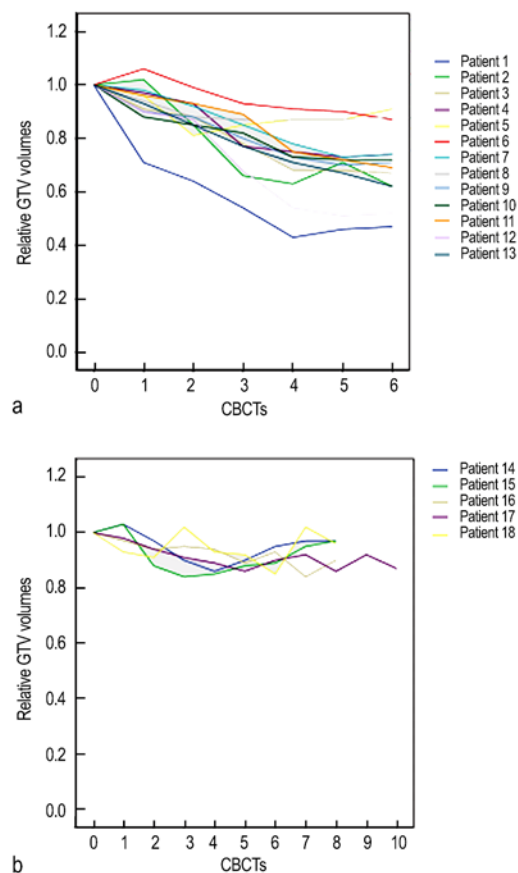 1.2
1.0
0.8
0.6
0.4
0.2
0.0
Relative GTV volumes
0 1 2 3 4 5 6
CBCTs
a
Patient 1
Patient 2
Patient 3
Patient 4
Patient 5
Patient 6
Patient 7
Patient 8
Patient 9
Patient 10
Patient 11
Patient 12
Patient 13
1.2
1.0
0.8
0.6
0.4
0.2
0.0
Relative GTV volumes
0 1 2 3 4 5 6 7 8 9 10
CBCTs
b
Patient 14
Patient 15
Patient 16
Patient 17
Patient 18